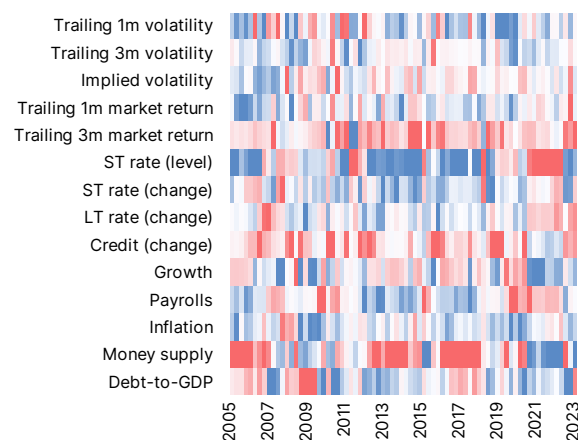 Trailing 1m volatility
Trailing 3m volatility
Implied volatility
Trailing 1m market return
Trailing 3m market return
ST rate (level)
ST rate (change)
LT rate (change)
Credit (change)
Growth
Payrolls
Inflation
Money supply
Debt-to-GDP
2005
2007
2009
2011
2013
2015
2017
2019
2021
2023